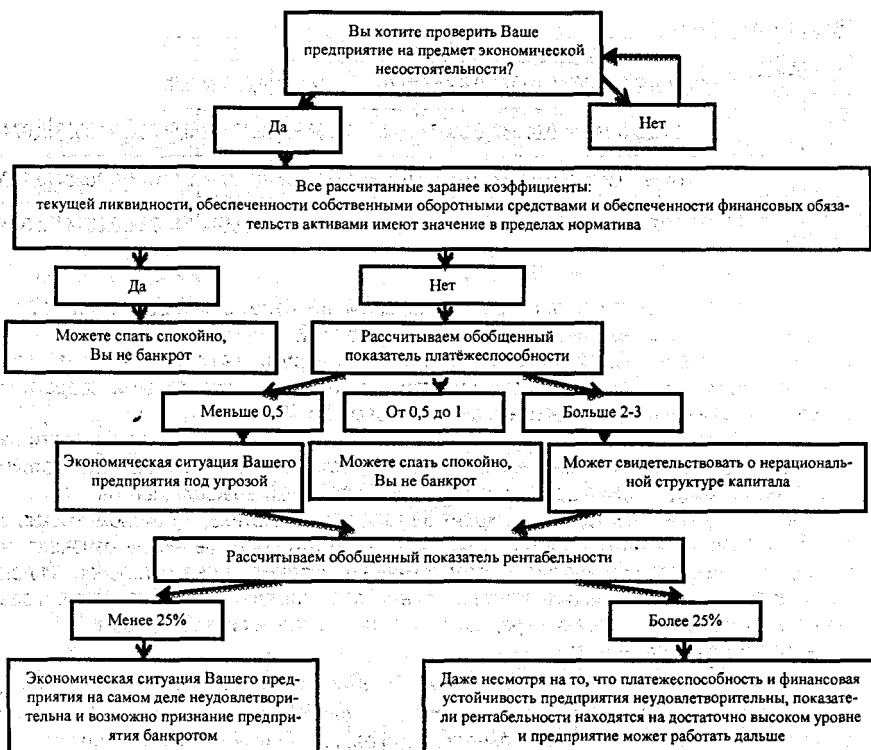 Вы хотите проверить Ваше
предприятие на предмет экономической
несостоятельности?
Да
Нет
Все рассчитанные заранее коэффициенты:
текущей ликвидности, обеспеченности собственными оборотными средствами и обеспеченности финансовых обяза-
тельств активами имеют значение в пределах норматива
Да
Нет
Можете спать спокойно,
Вы не банкрот
Рассчитываем обобщенный
показатель платёжеспособности
Меньше 0,5
От 0,5 до 1
Больше 2-3
Экономическая ситуация Вашего
предприятия под угрозой
Можете спать спокойно,
Вы не банкрот
Может свидетельствовать о нерациональ-
ной структуре капитала
Рассчитываем обобщенный показатель рентабельности
Менее 25%
Более 25%
Экономическая ситуация Вашего пред-
приятия на самом деле неудовлетвори-
тельна и возможно признание предпри-
ятия банкротом
Даже несмотря на то, что платежеспособность и финансовая
устойчивость предприятия неудовлетворительны, показате-
ли рентабельности находятся на достаточно высоком уровне
и предприятие может работать дальше